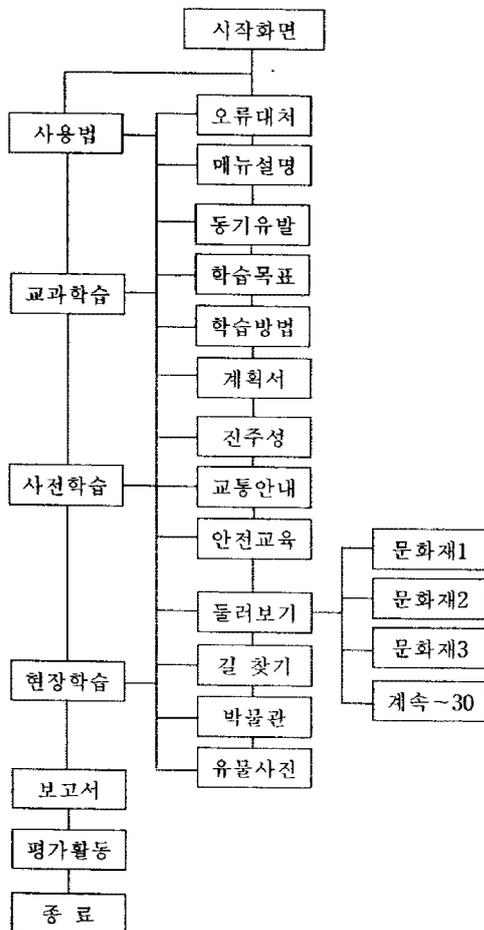 시작화면
오류대처
사용법
매뉴설명
동기유발
학습목표
교과학습
학습방법
계획서
진주성
사전학습
교통안내
안전교육
문화재1
둘러보기
문화재2
문화재3
길 찾기
현장학습
계속~30
박물관
유물사진
보고서
평가활동
종 료